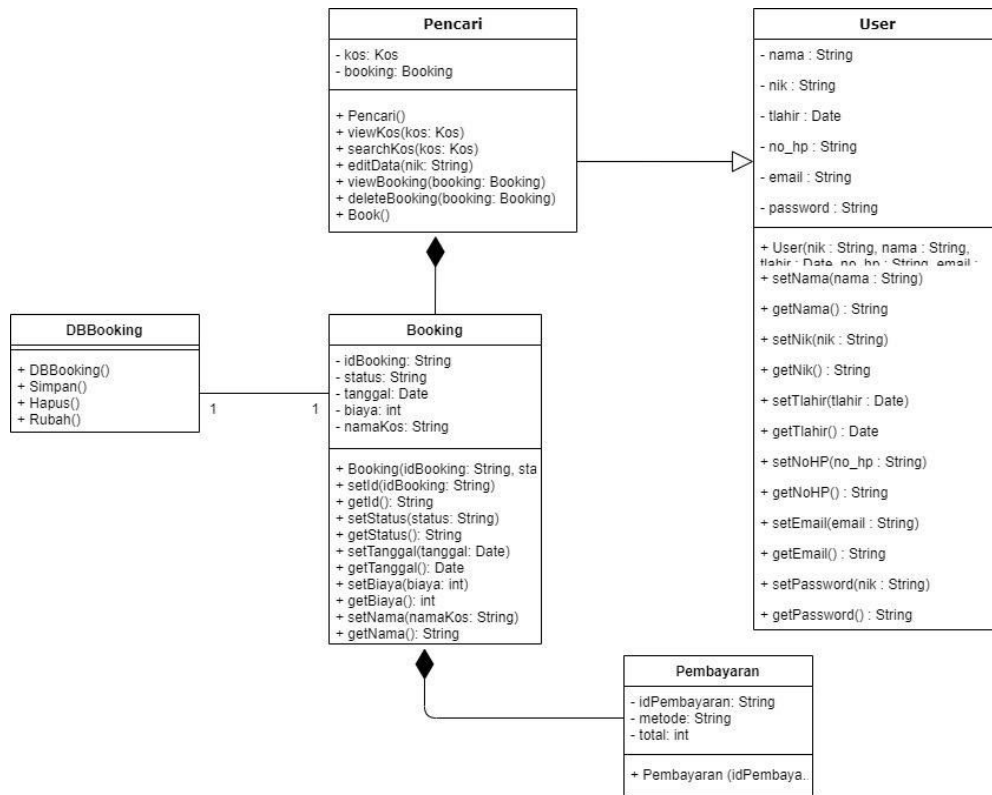 Pencari
- kos: Kos
- booking: Booking
+ Pencari()
+ viewKos(kos: Kos)
+ searchKos(kos: Kos)
+ editData(nik: String)
+ viewBooking(booking: Booking)
+ deleteBooking(booking: Booking)
+ Book()
User
- nama : String
- nik : String
- tlahir : Date
- no_hp : String
- email : String
- password : String
+ User(nik : String, nama : String,
tlahir : Date, no_hp : String, email :
+ setNama(nama : String)
+ getNama() : String
+ setNik(nik : String)
+ getNik() : String
+ setTlahir(tlahir : Date)
+ getTlahir() : Date
+ setNoHP(no_hp : String)
+ getNoHP() : String
+ setEmail(email : String)
+ getEmail() : String
+ setPassword(nik : String)
+ getPassword() : String
DBBooking
+ DBBooking()
+ Simpan()
+ Hapus()
+ Rubah()
1
1
Booking
- idBooking: String
- status: String
- tanggal: Date
- biaya: int
- namaKos: String
+ Booking(idBooking: String, sta
+ setId(idBooking: String)
+ getId(): String
+ setStatus(status: String)
+ getStatus(): String
+ setTanggal(tanggal: Date)
+ getTanggal(): Date
+ setBiaya(biaya: int)
+ getBiaya(): int
+ setNama(namaKos: String)
+ getNama(): String
Pembayaran
- idPembayaran: String
- metode: String
- total: int
+ Pembayaran (idPembaya..